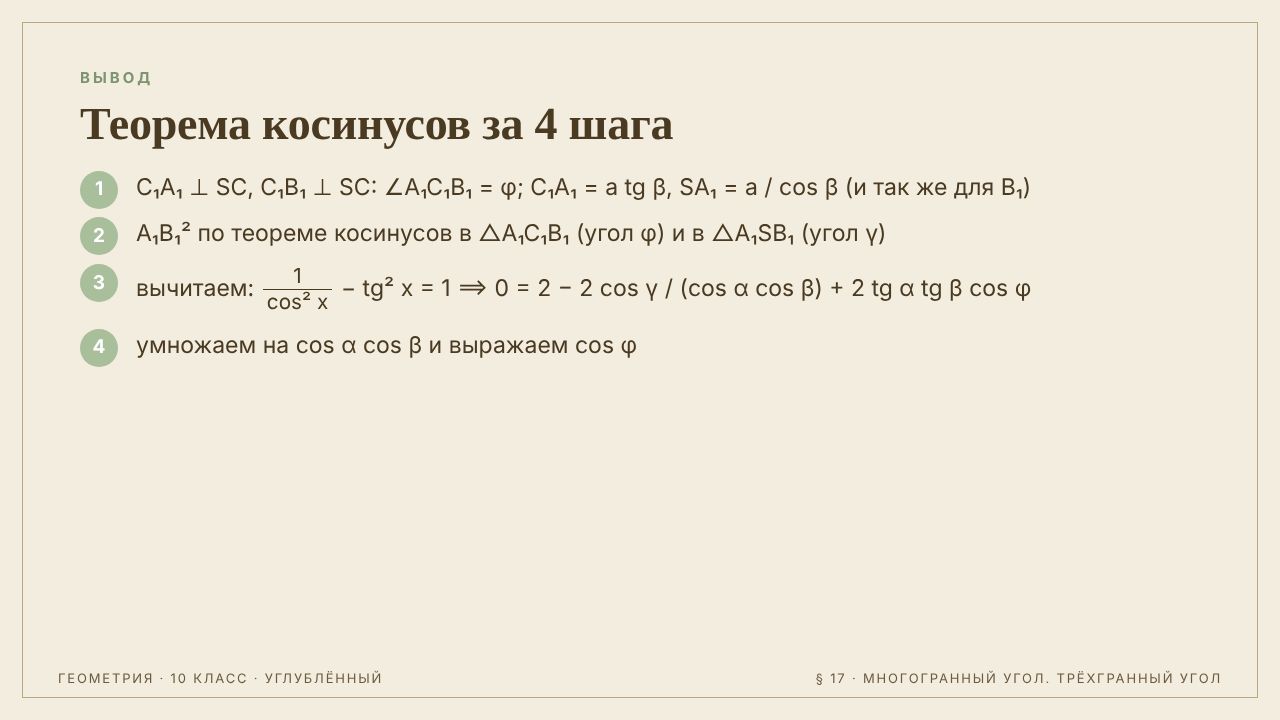 ВЫВОД
Теорема косинусов за 4 шага
1 C₁A₁ ⊥ SC, C₁B₁ ⊥ SC: ∠A₁C₁B₁ = φ; C₁A₁ = a tg β, SA₁ = a / cos β (и так же для B₁)
2 A₁B₁² по теореме косинусов в △A₁C₁B₁ (угол φ) и в △A₁SB₁ (угол γ)
3 вычитаем: 1 / cos² x − tg² x = 1 ⟹ 0 = 2 − 2 cos γ / (cos α cos β) + 2 tg α tg β cos φ
4 умножаем на cos α cos β и выражаем cos φ
ГЕОМЕТРИЯ · 10 КЛАСС · УГЛУБЛЁННЫЙ
§ 17 · МНОГОГРАННЫЙ УГОЛ. ТРЁХГРАННЫЙ УГОЛ